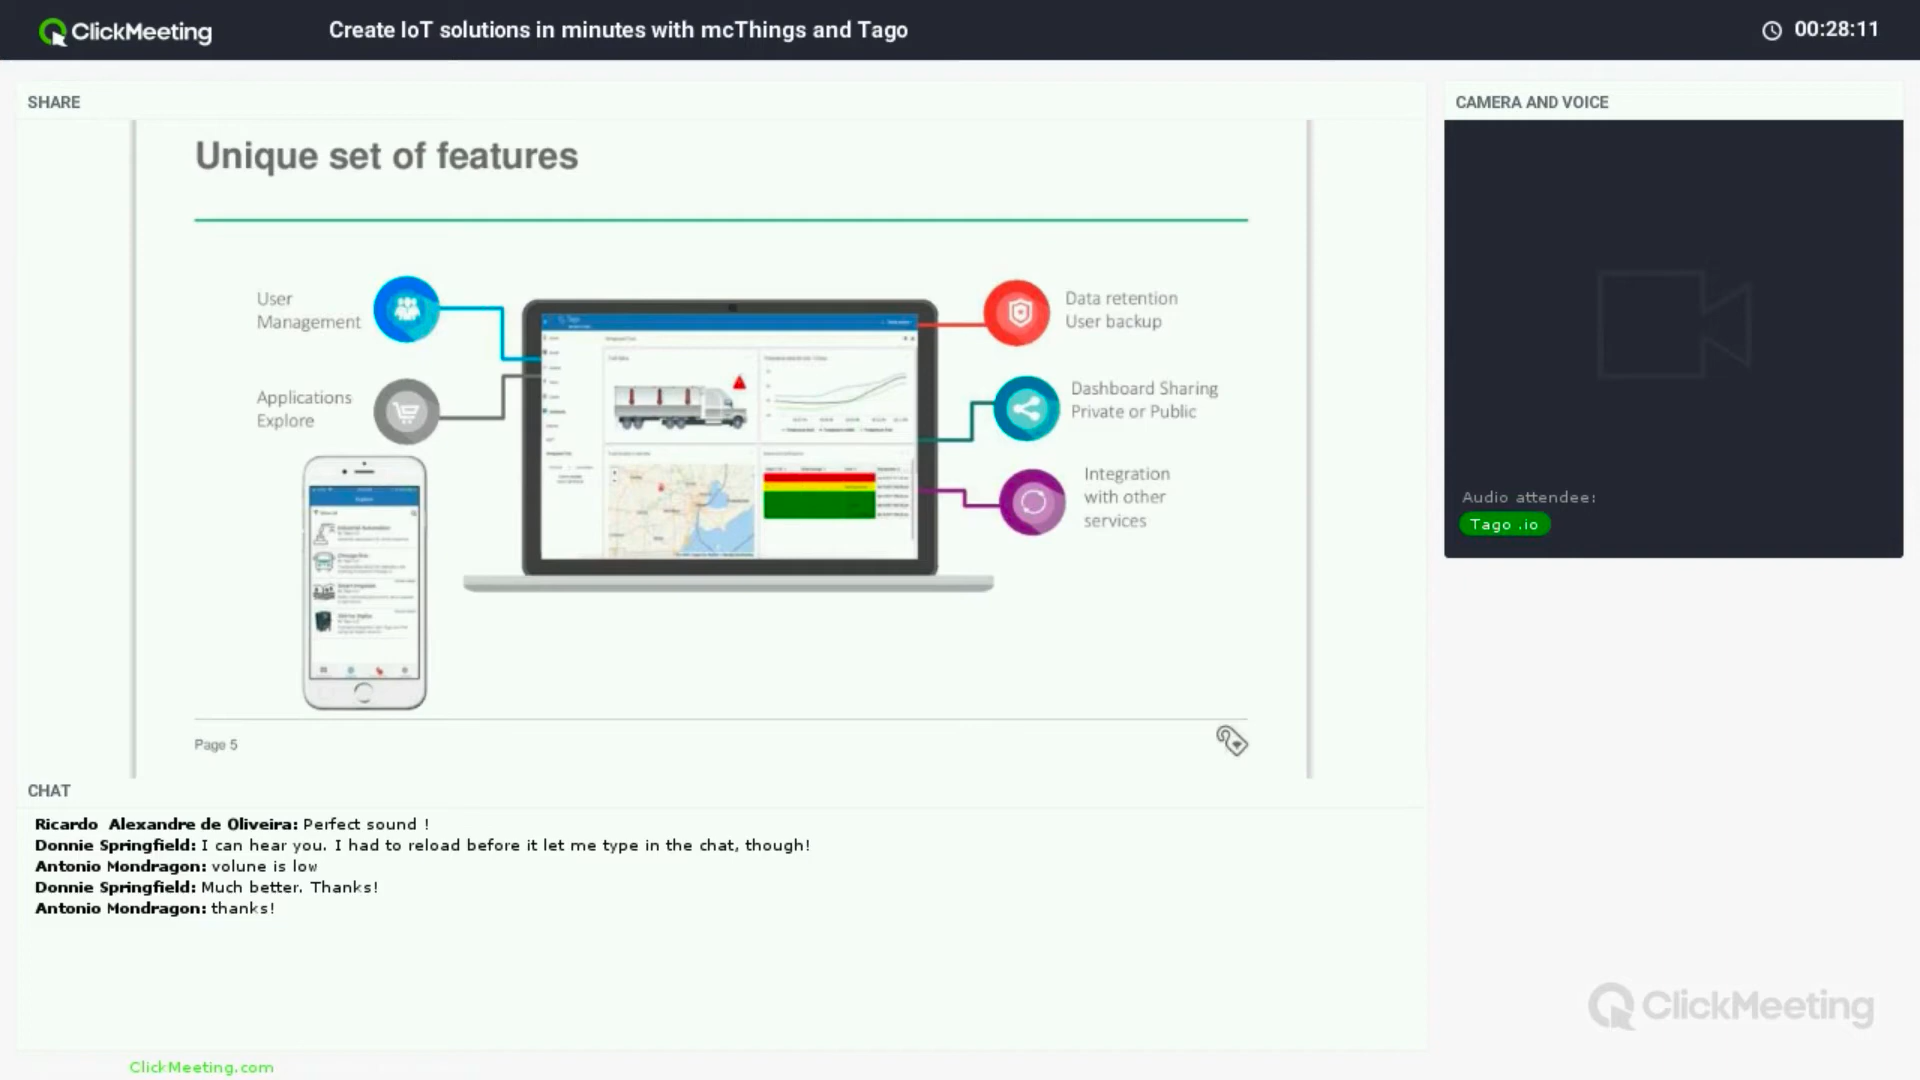 ClickMeeting
Create IoT solutions in minutes with mcThings and Tago
00:28:11
SHARE
Unique set of features
User
Management
Applications
Explore
Data retention
User backup
Dashboard Sharing
Private or Public
Integration
with other
services
Page 5
CAMERA AND VOICE
Audio attendee:
Tago .io
CHAT
Ricardo Alexandre de Oliveira: Perfect sound !
Donnie Springfield: I can hear you. I had to reload before it let me type in the chat, though!
Antonio Mondragon: volune is low
Donnie Springfield: Much better. Thanks!
Antonio Mondragon: thanks!
ClickMeeting
ClickMeeting.com